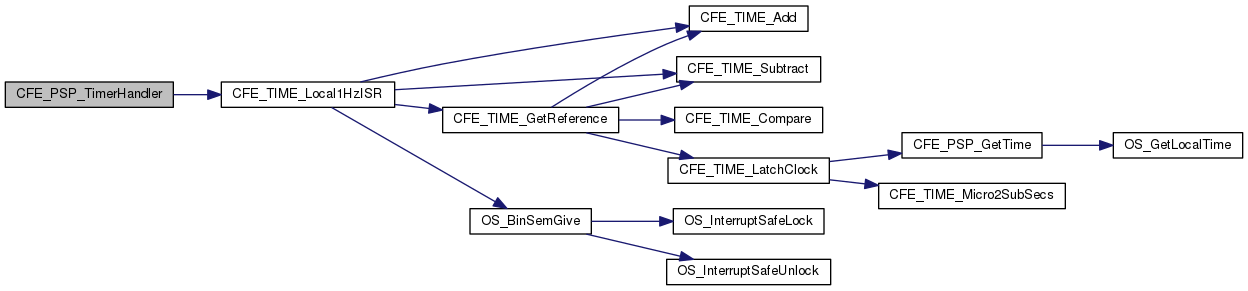 CFE_PSP_TimerHandler
CFE_TIME_Local1HzISR
CFE_TIME_Add
CFE_TIME_Subtract
CFE_TIME_GetReference
CFE_TIME_Compare
CFE_TIME_LatchClock
CFE_PSP_GetTime
OS_GetLocalTime
CFE_TIME_Micro2SubSecs
OS_BinSemGive
OS_InterruptSafeLock
OS_InterruptSafeUnlock